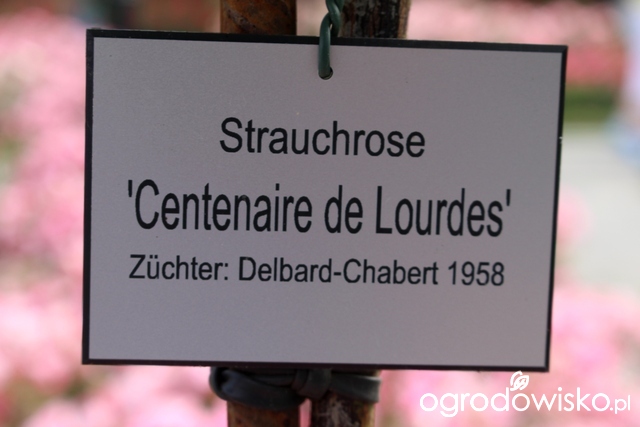 Strauchrose
'Centenaire de Lourdes'
Züchter: Delbard-Chabert 1958
ogrodowisko.pl